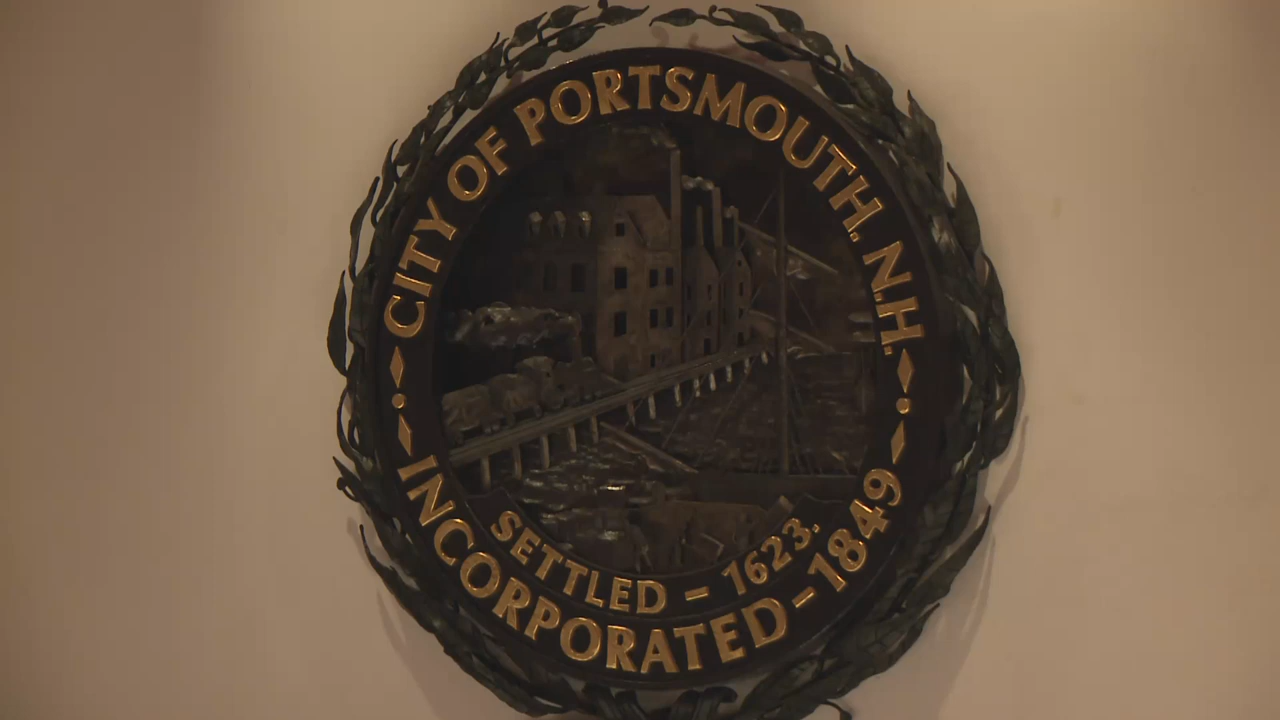 CITY OF PORTSMOUTH. N.H.
SETTLED – 1623.
INCORPORATED – 1849